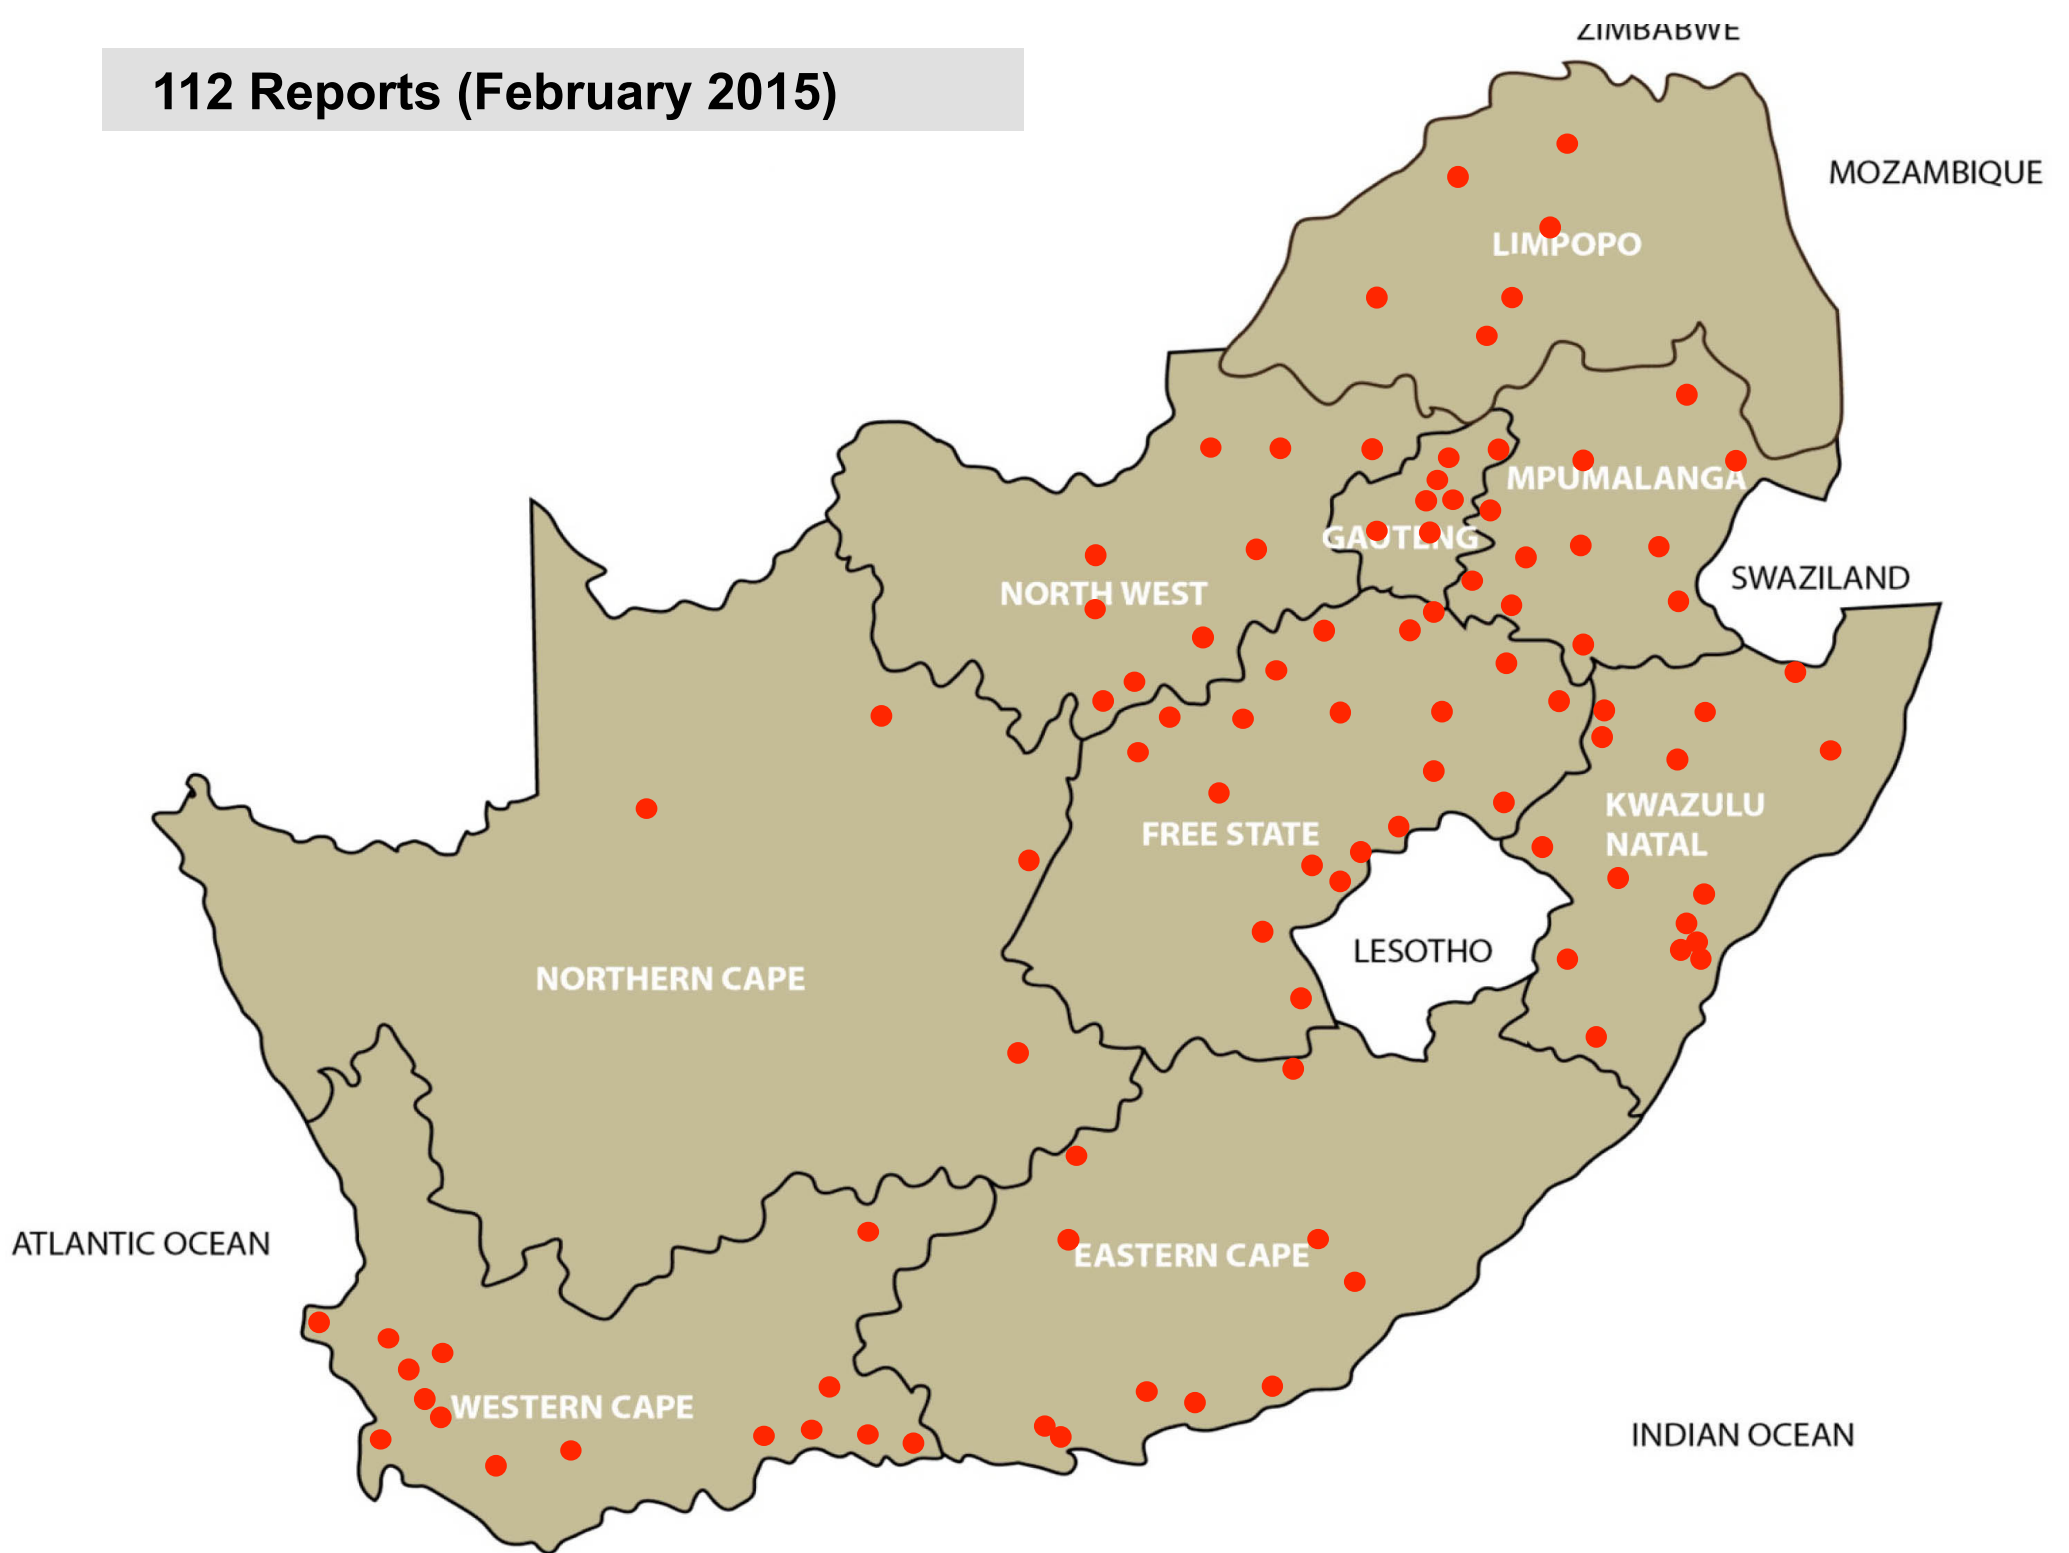 ZIMBABWE
112 Reports (February 2015)
MOZAMBIQUE
LIMPOPO
MPUMALANGA
GAUTENG
SWAZILAND
NORTH WEST
KWAZULU
NATAL
FREE STATE
LESOTHO
NORTHERN CAPE
ATLANTIC OCEAN
EASTERN CAPE
WESTERN CAPE
INDIAN OCEAN